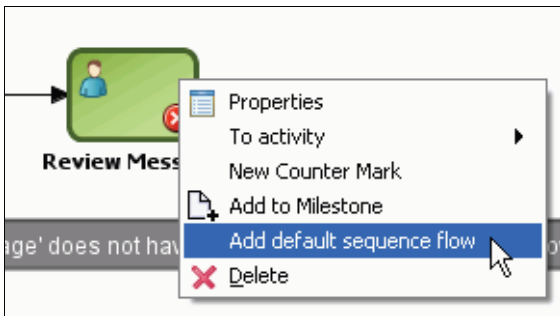 Properties
To activity
New Counter Mark
Review Mess
Add to Milestone
age' does not hav
Add default sequence flow
Delete